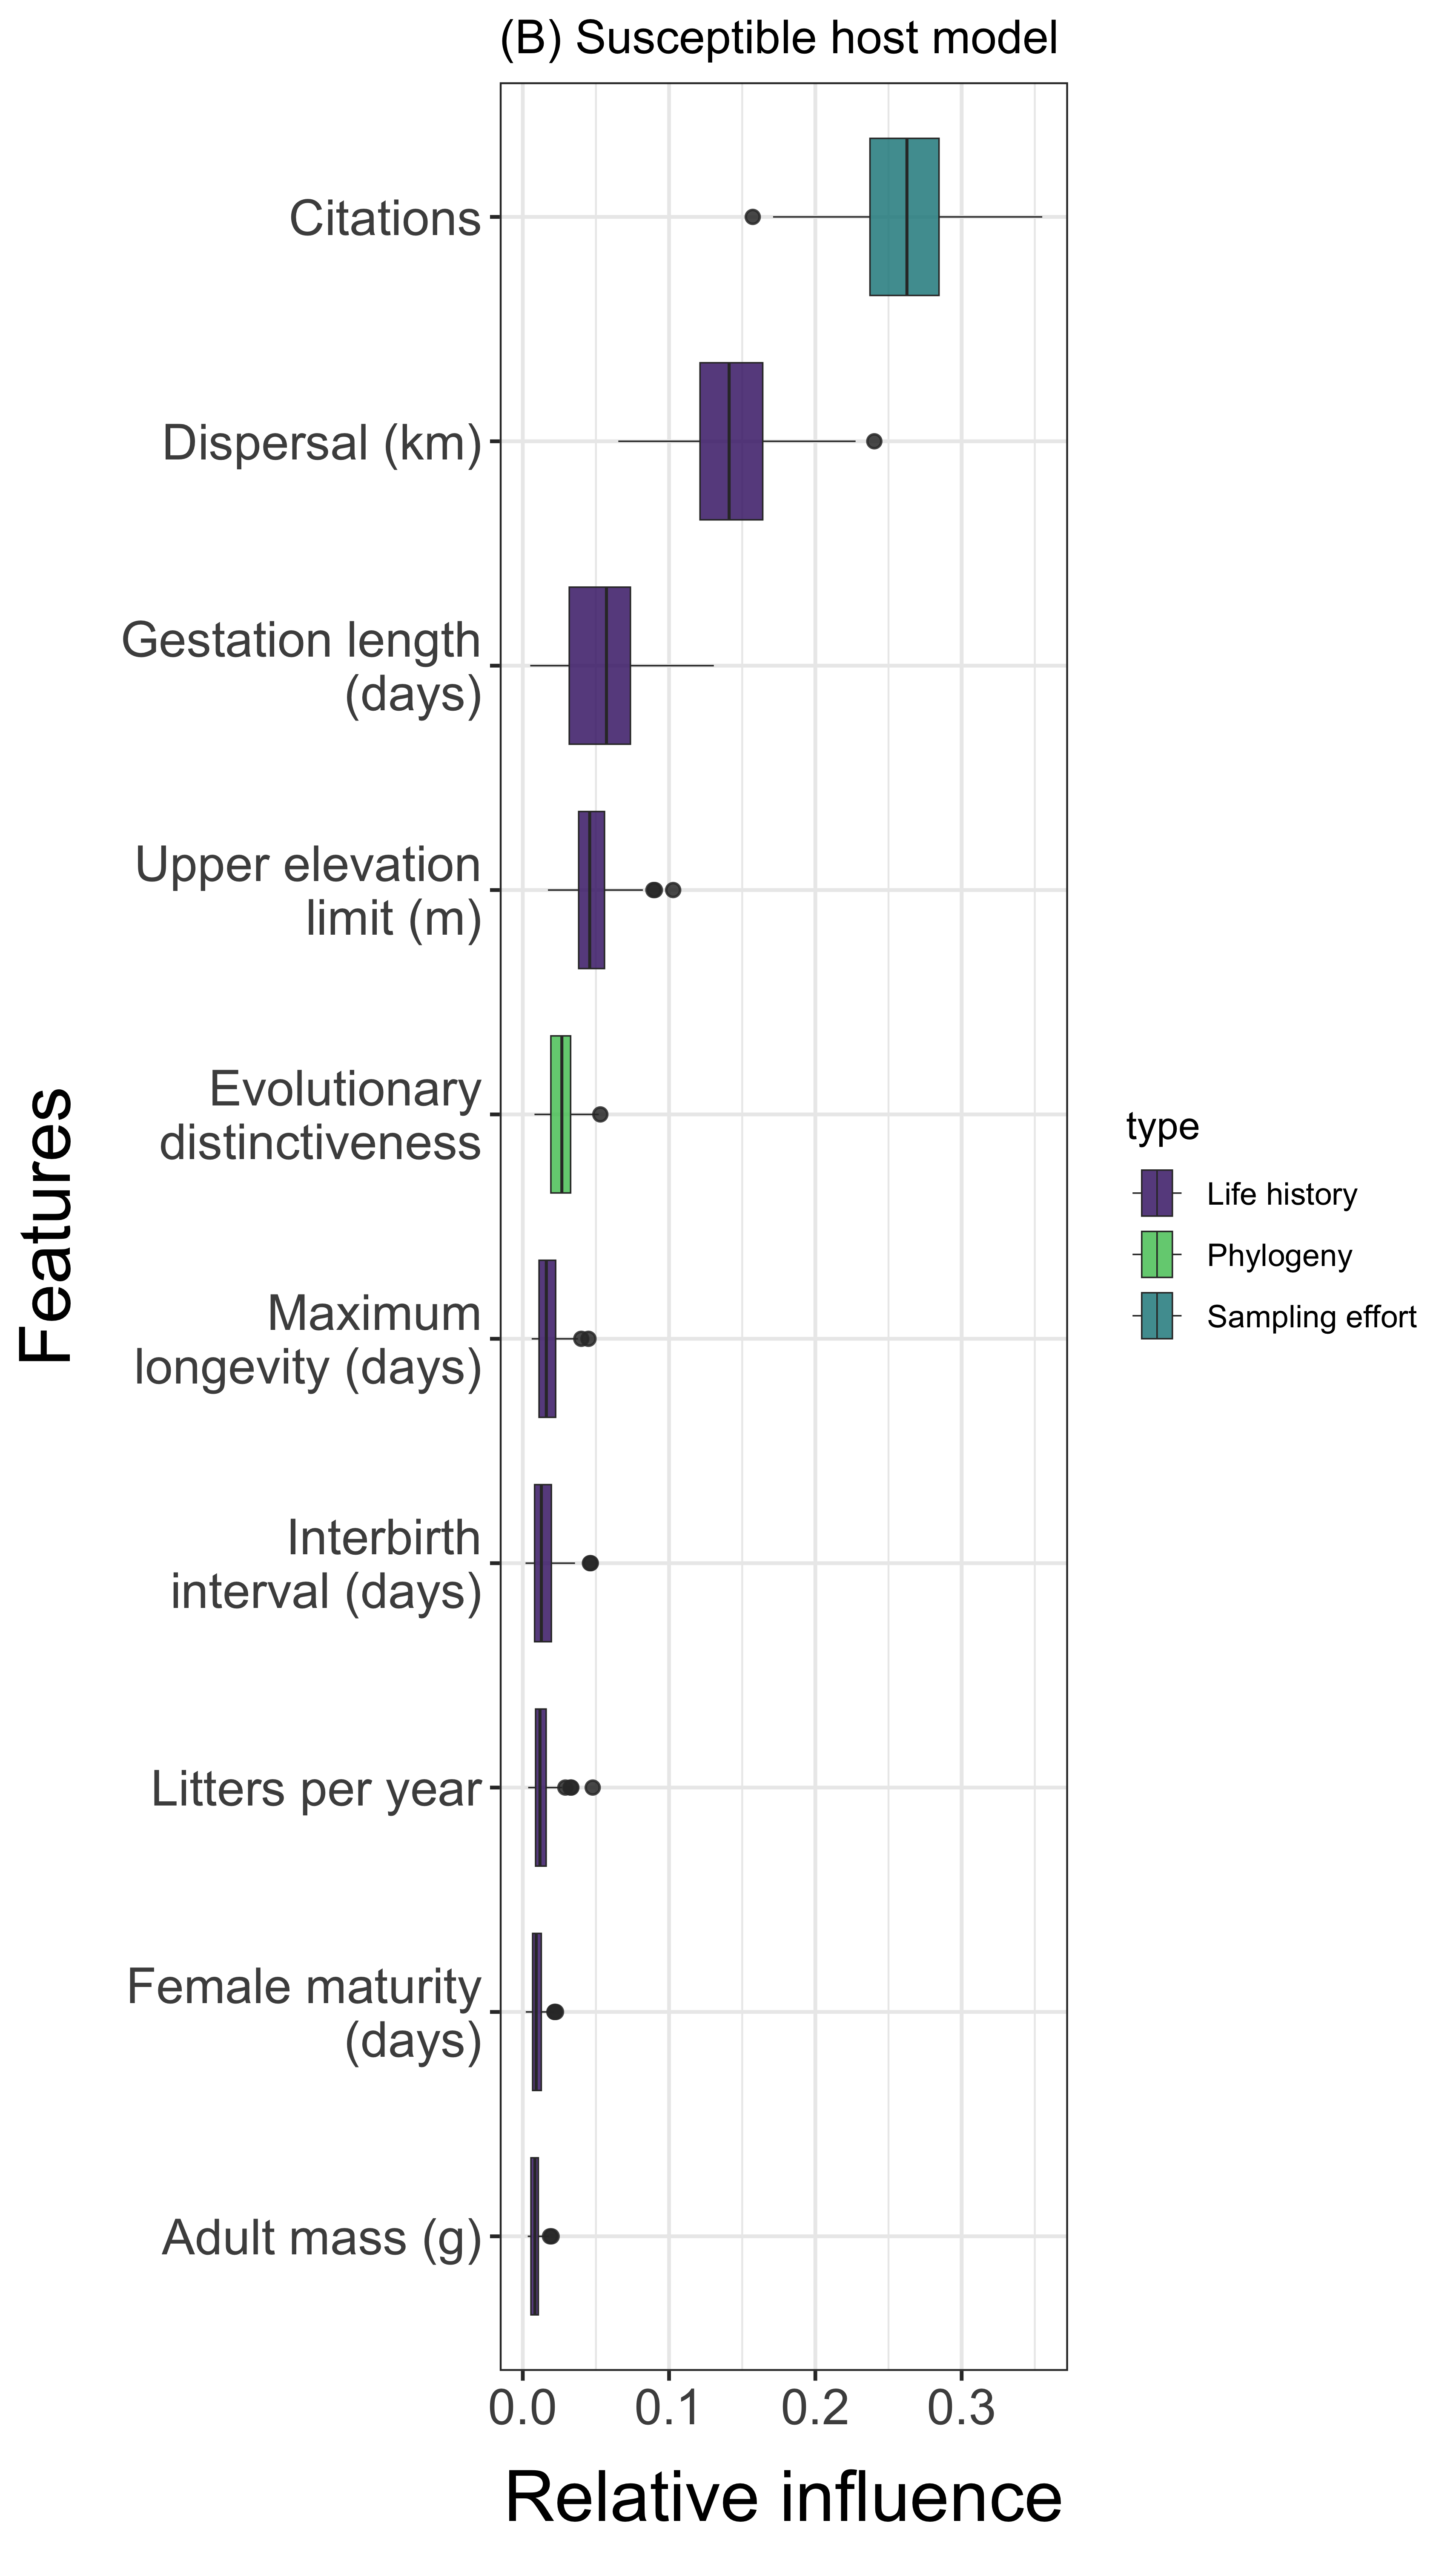 (B) Susceptible host model
Citations
Dispersal (km)
Gestation length
(days)
Upper elevation
limit (m)
Evolutionary
distinctiveness
Maximum
longevity (days)
Interbirth
interval (days)
Litters per year
Female maturity
(days)
Adult mass (g)
Features
0.0 0.1 0.2 0.3
Relative influence
type
Life history
Phylogeny
Sampling effort